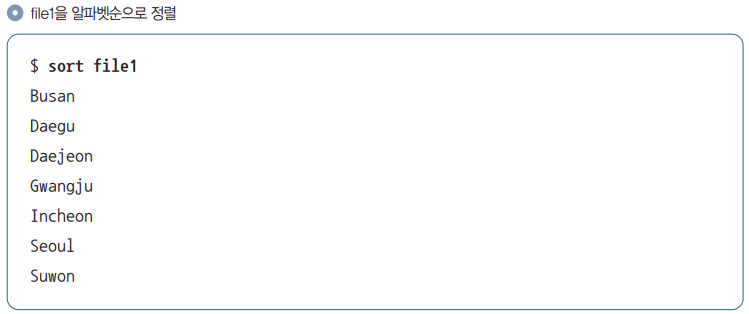 file1을 알파벳순으로 정렬
$ sort file1
Busan
Daegu
Daejeon
Gwangju
Incheon
Seoul
Suwon